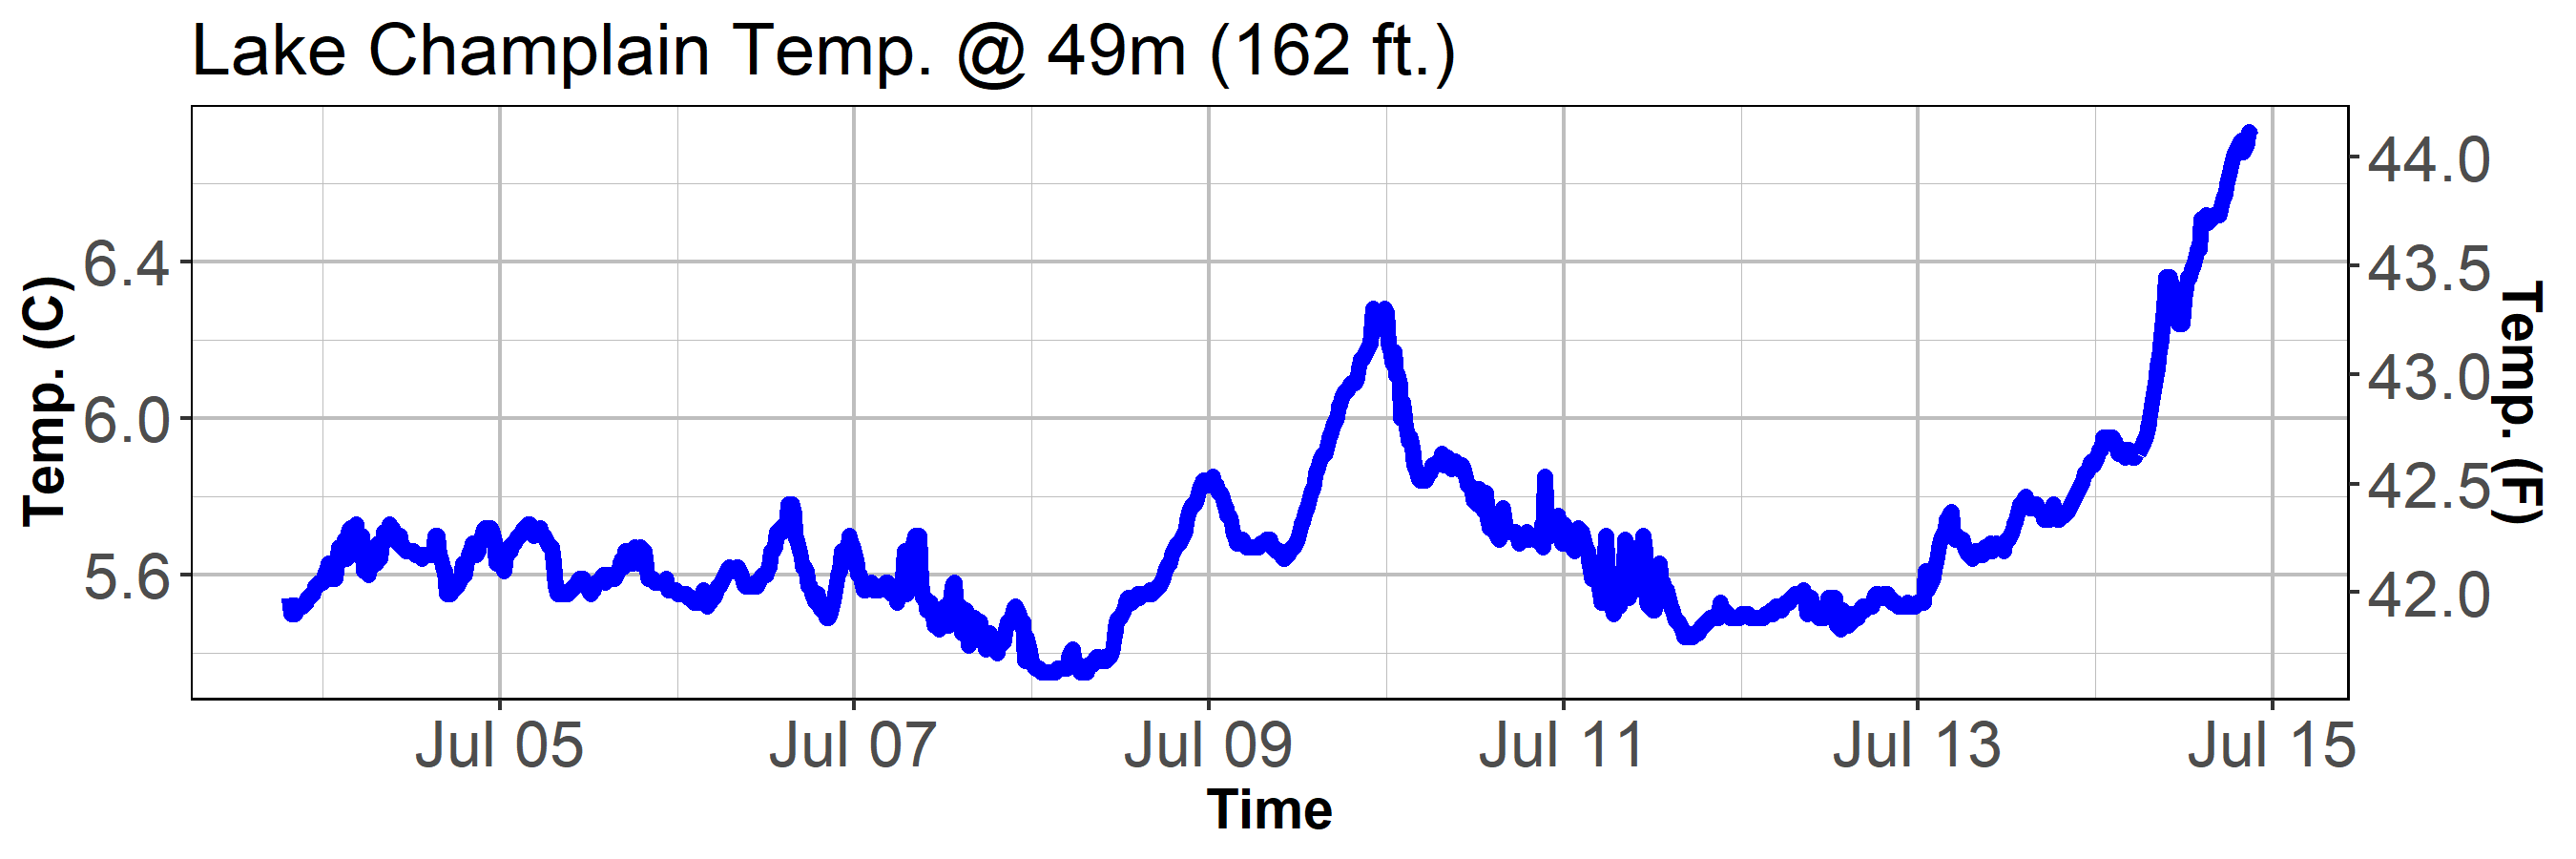 Lake Champlain Temp. @ 49m (162 ft.)
Temp. (C)
6.4
6.0
5.6
44.0
43.5
43.0
42.5
42.0
Temp. (F)
Jul 05 Jul 07 Jul 09 Jul 11 Jul 13 Jul 15
Time